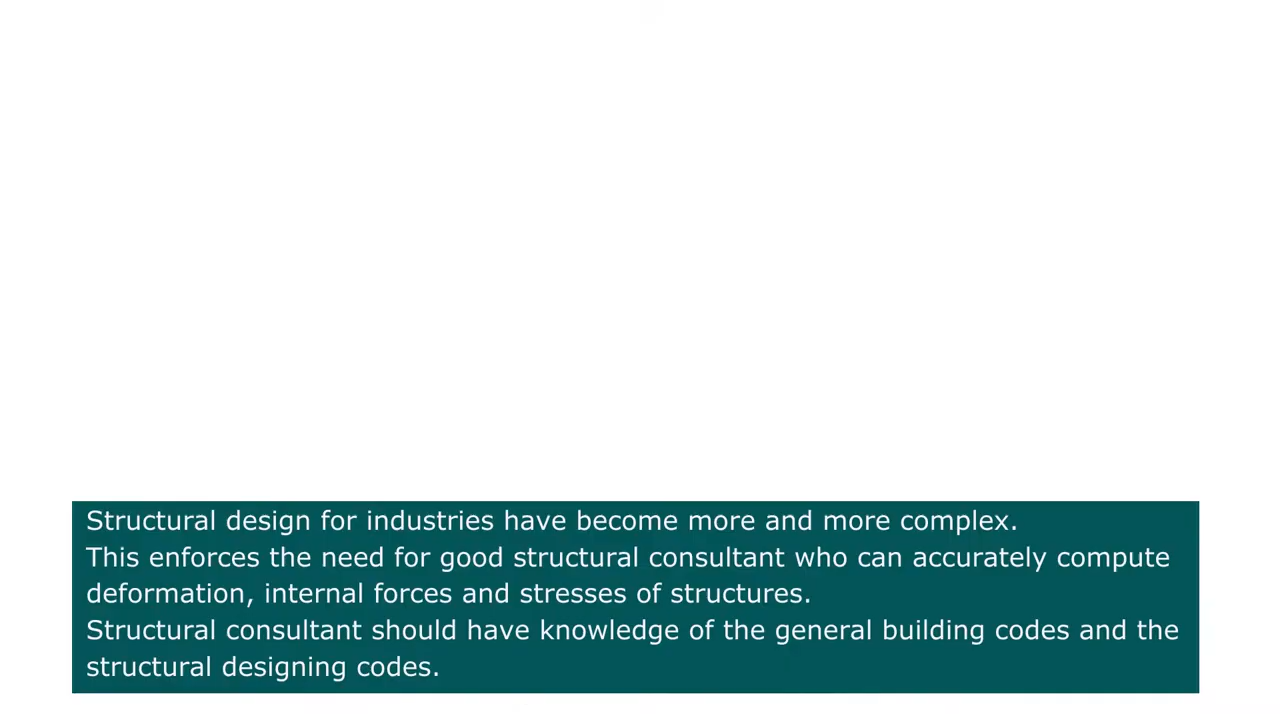 Structural design for industries have become more and more complex.
This enforces the need for good structural consultant who can accurately compute
deformation, internal forces and stresses of structures.
Structural consultant should have knowledge of the general building codes and the
structural designing codes.